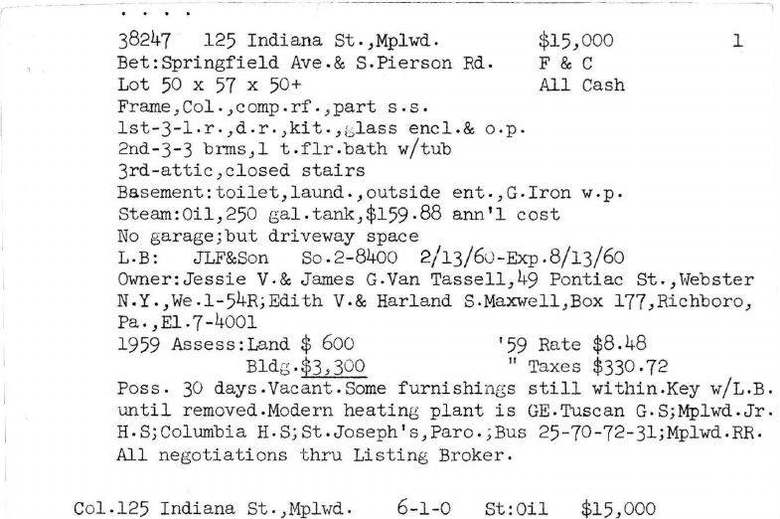 38247 125 Indiana St.,Mplwd. $15,000 1
Bet:Springfield Ave.& S.Pierson Rd. F & C
Lot 50 x 57 x 50+ All Cash
Frame,Col.,comp.rf.,part s.s.
1st-3-l.r.,d.r.,kit.,glass encl.& o.p.
2nd-3-3 brms,1 t.flr.bath w/tub
3rd-attic,closed stairs
Basement:toilet,laund.,outside ent.,G.Iron w.p.
Steam:Oil,250 gal.tank,$159.88 ann'l cost
No garage;but driveway space
L.B: JLF&Son So.2-8400 2/13/60-Exp.8/13/60
Owner:Jessie V.& James G.Van Tassell,49 Pontiac St.,Webster
N.Y.,We.1-54R;Edith V.& Harland S.Maxwell,Box 177,Richboro,
Pa.,El.7-4001
1959 Assess:Land $ 600 '59 Rate $8.48
Bldg.$3,300 " Taxes $330.72
Poss. 30 days.Vacant.Some furnishings still within.Key w/L.B.
until removed.Modern heating plant is GE.Tuscan G.S;Mplwd.Jr.
H.S;Columbia H.S;St.Joseph's,Paro.;Bus 25-70-72-31;Mplwd.RR.
All negotiations thru Listing Broker.
Col.125 Indiana St.,Mplwd. 6-1-0 St:Oil $15,000